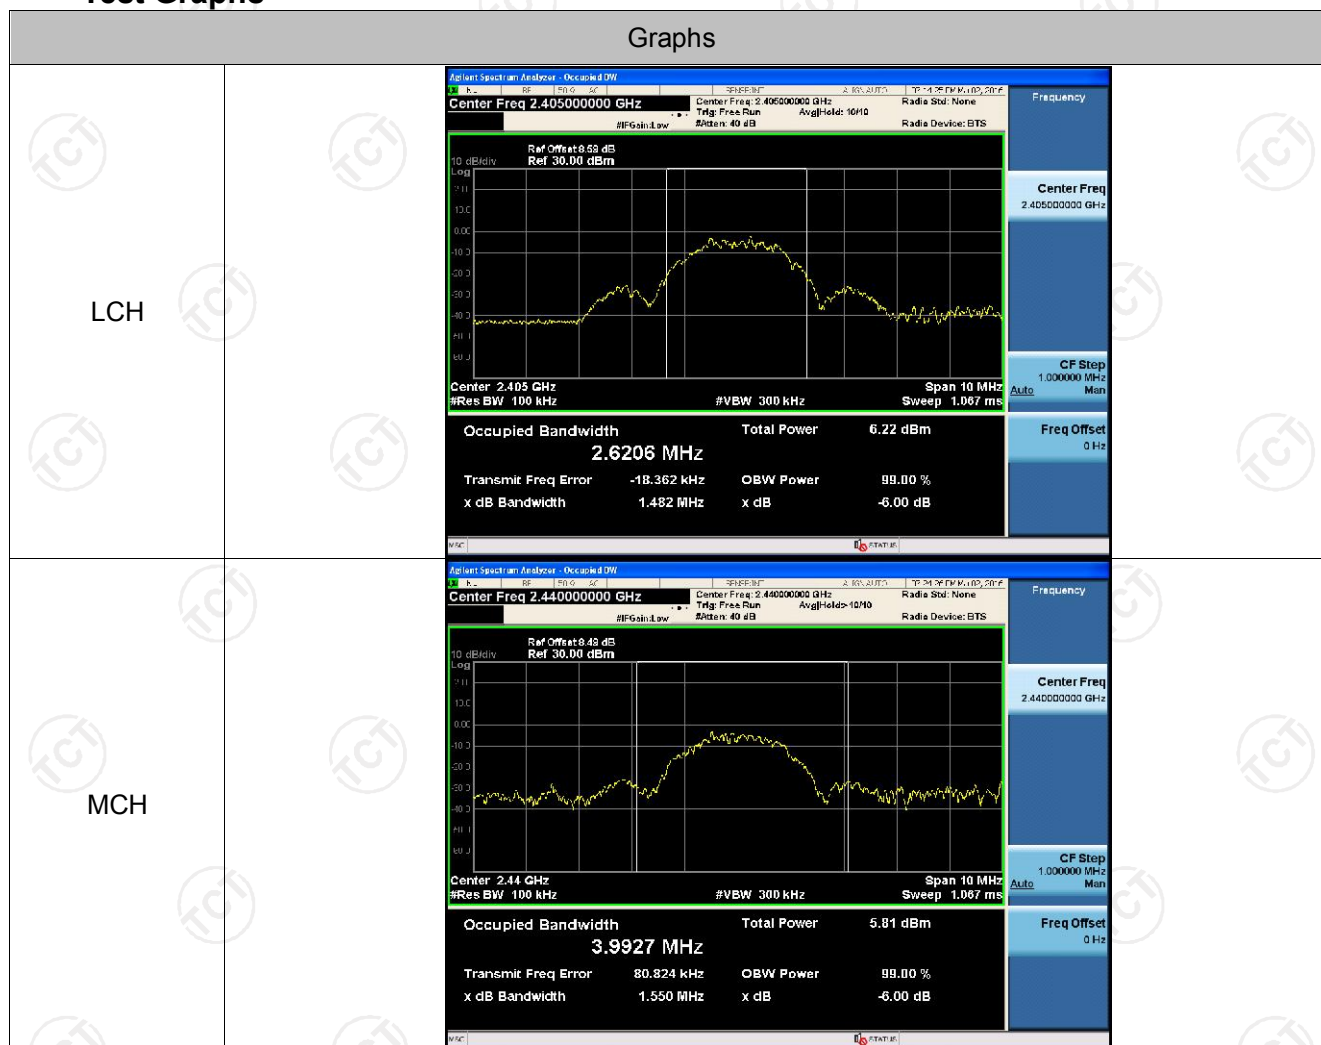 Test Graphs
Graphs
LCH
Agilent Spectrum Analyzer - Occupied BW
Center Freq 2.405000000 GHz
Center Freq: 2.405000000 GHz
Radio Std: None
Trig: Free Run
Avg|Hold: 10/10
#IFGain:Low
#Atten: 40 dB
Radio Device: BTS
Frequency
Ref Offset 8.59 dB
10 dB/div
Ref 30.00 dBm
Log
Center Freq
2.405000000 GHz
Center 2.405 GHz
Span 10 MHz
#Res BW 100 kHz
#VBW 300 kHz
Sweep 1.067 ms
CF Step
1.000000 MHz
Auto Man
Occupied Bandwidth
Total Power
6.22 dBm
2.6206 MHz
Freq Offset
0 Hz
Transmit Freq Error
-18.362 kHz
OBW Power
99.00 %
x dB Bandwidth
1.482 MHz
x dB
-6.00 dB
MSG
STATUS
MCH
Agilent Spectrum Analyzer - Occupied BW
Center Freq 2.440000000 GHz
Center Freq: 2.440000000 GHz
Radio Std: None
Trig: Free Run
Avg|Hold>10/10
#IFGain:Low
#Atten: 40 dB
Radio Device: BTS
Frequency
Ref Offset 8.49 dB
10 dB/div
Ref 30.00 dBm
Log
Center Freq
2.440000000 GHz
Center 2.44 GHz
Span 10 MHz
#Res BW 100 kHz
#VBW 300 kHz
Sweep 1.067 ms
CF Step
1.000000 MHz
Auto Man
Occupied Bandwidth
Total Power
5.81 dBm
3.9927 MHz
Freq Offset
0 Hz
Transmit Freq Error
80.824 kHz
OBW Power
99.00 %
x dB Bandwidth
1.550 MHz
x dB
-6.00 dB
MSG
STATUS